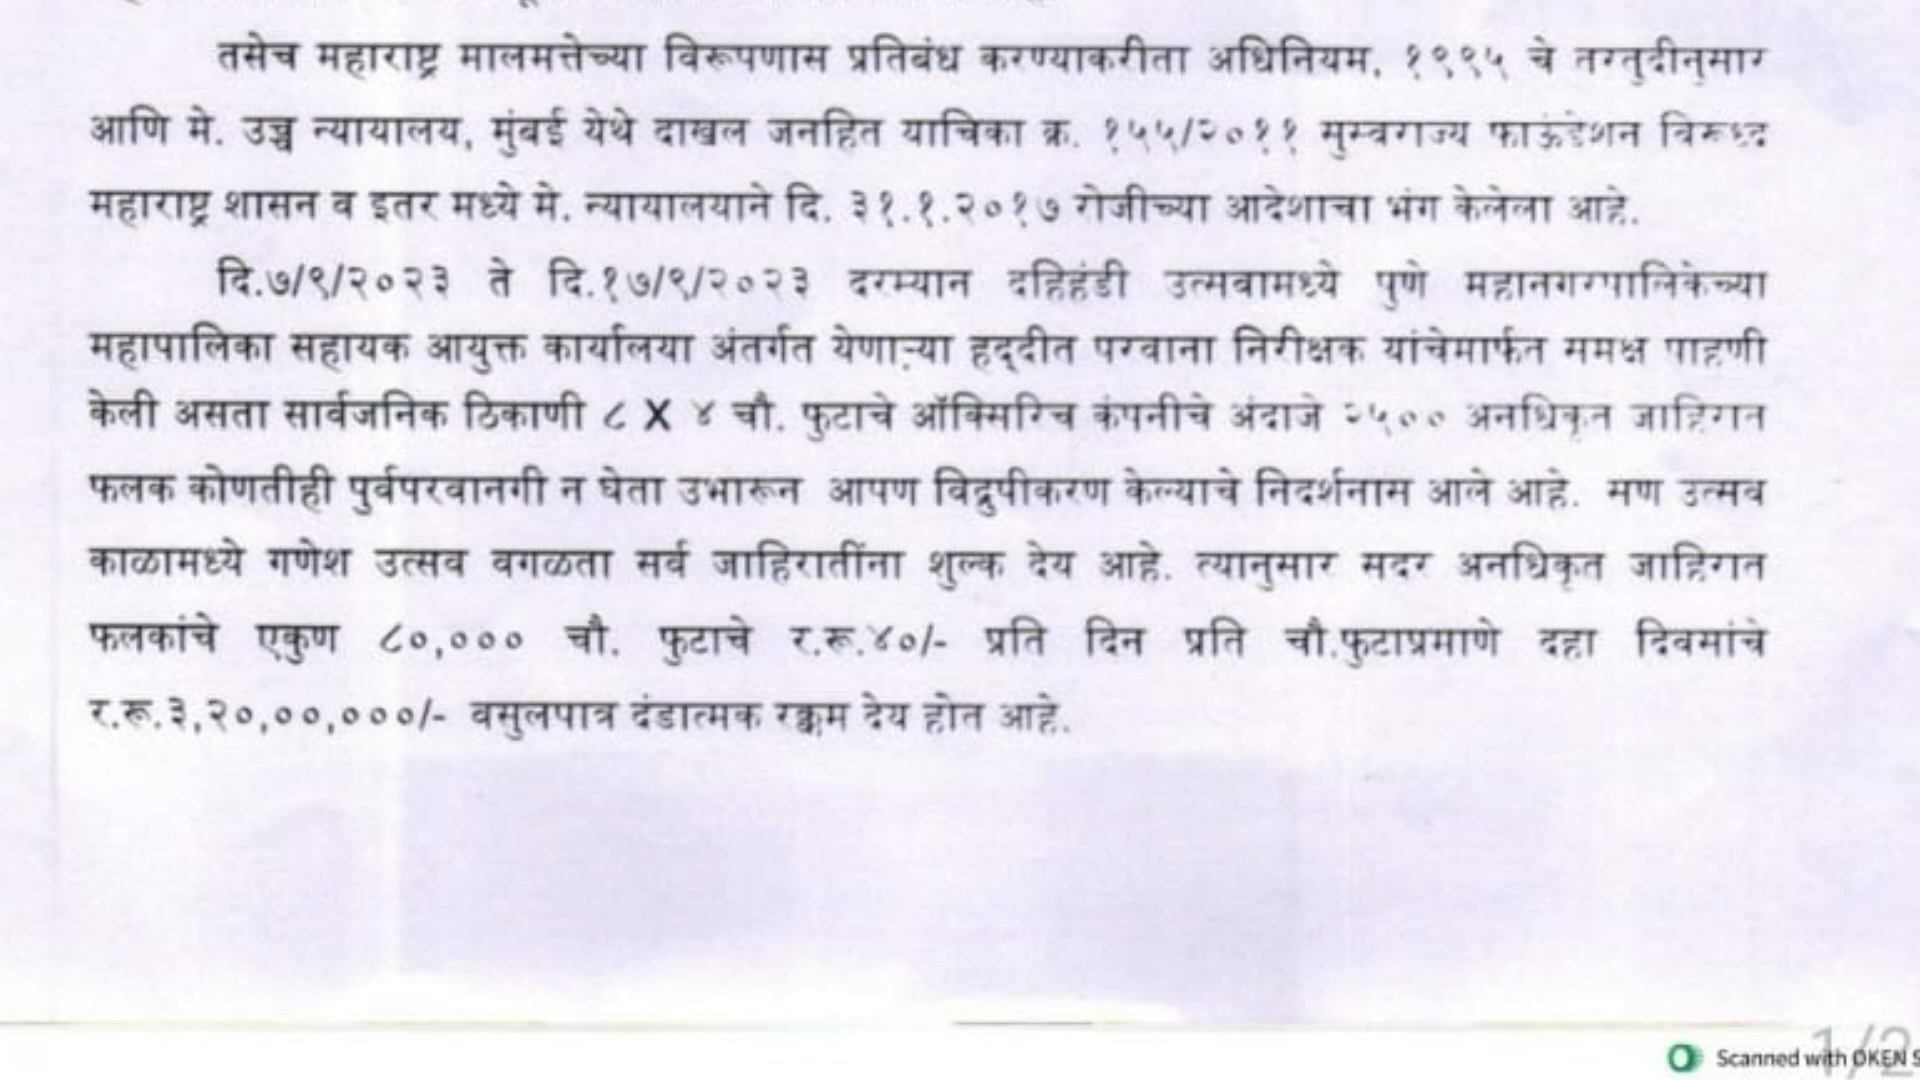 तसेच महाराष्ट्र मालमत्तेच्या विरूपणास प्रतिबंध करण्याकरीता अधिनियम, १९९५ चे तरतुदीनुसार
आणि मे. उच्च न्यायालय, मुंबई येथे दाखल जनहित याचिका क्र. १५५/२०११ सुस्वराज्य फाऊंडेशन विरूध्द
महाराष्ट्र शासन व इतर मध्ये मे. न्यायालयाने दि. ३१.१.२०१७ रोजीच्या आदेशाचा भंग केलेला आहे.
दि.७/९/२०२३ ते दि.१७/९/२०२३ दरम्यान दहिहंडी उत्सवामध्ये पुणे महानगरपालिकेच्या
महापालिका सहायक आयुक्त कार्यालया अंतर्गत येणाऱ्या हद्दीत परवाना निरीक्षक यांचेमार्फत समक्ष पाहणी
केली असता सार्वजनिक ठिकाणी ८ X ४ चौ. फुटाचे ऑक्सिरिच कंपनीचे अंदाजे २५०० अनधिकृत जाहिरात
फलक कोणतीही पुर्वपरवानगी न घेता उभारून आपण विद्रुपीकरण केल्याचे निदर्शनास आले आहे. सण उत्सव
काळामध्ये गणेश उत्सव वगळता सर्व जाहिरातींना शुल्क देय आहे. त्यानुसार सदर अनधिकृत जाहिरात
फलकांचे एकुण ८०,००० चौ. फुटाचे र.रू.४०/- प्रति दिन प्रति चौ.फुटाप्रमाणे दहा दिवसांचे
र.रू.३,२०,००,०००/- वसुलपात्र दंडात्मक रक्कम देय होत आहे.
1/2
Scanned with OKEN S